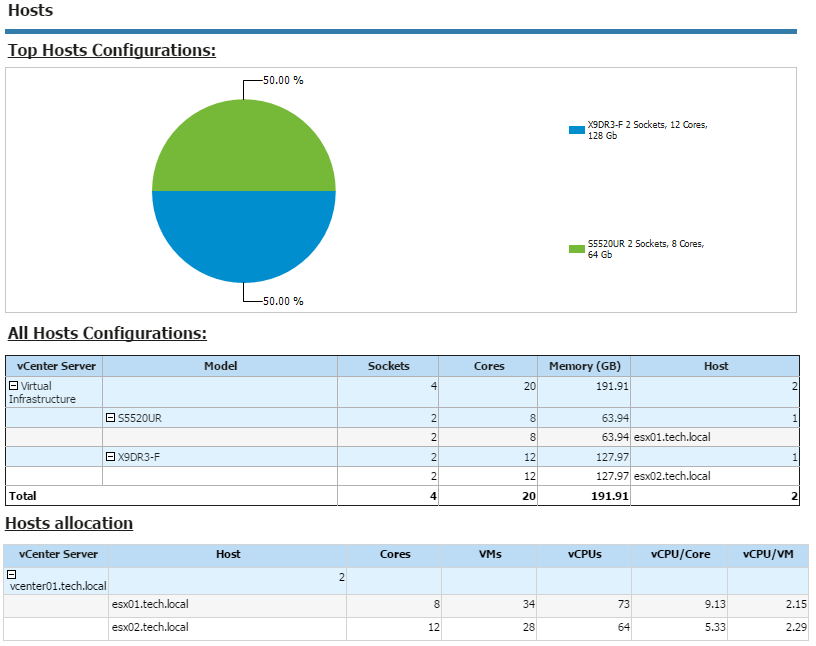 Hosts
Top Hosts Configurations:
50.00 %
X9DR3-F 2 Sockets, 12 Cores,
128 Gb
S5520UR 2 Sockets, 8 Cores,
64 Gb
50.00 %
All Hosts Configurations:
vCenter Server Model Sockets Cores Memory (GB) Host
Virtual 4 20 191.91 2
Infrastructure
S5520UR 2 8 63.94 1
2 8 63.94 esx01.tech.local
X9DR3-F 2 12 127.97 1
2 12 127.97 esx02.tech.local
Total 4 20 191.91 2
Hosts allocation
vCenter Server Host Cores VMs vCPUs vCPU/Core vCPU/VM
2
vcenter01.tech.local
esx01.tech.local 8 34 73 9.13 2.15
esx02.tech.local 12 28 64 5.33 2.29